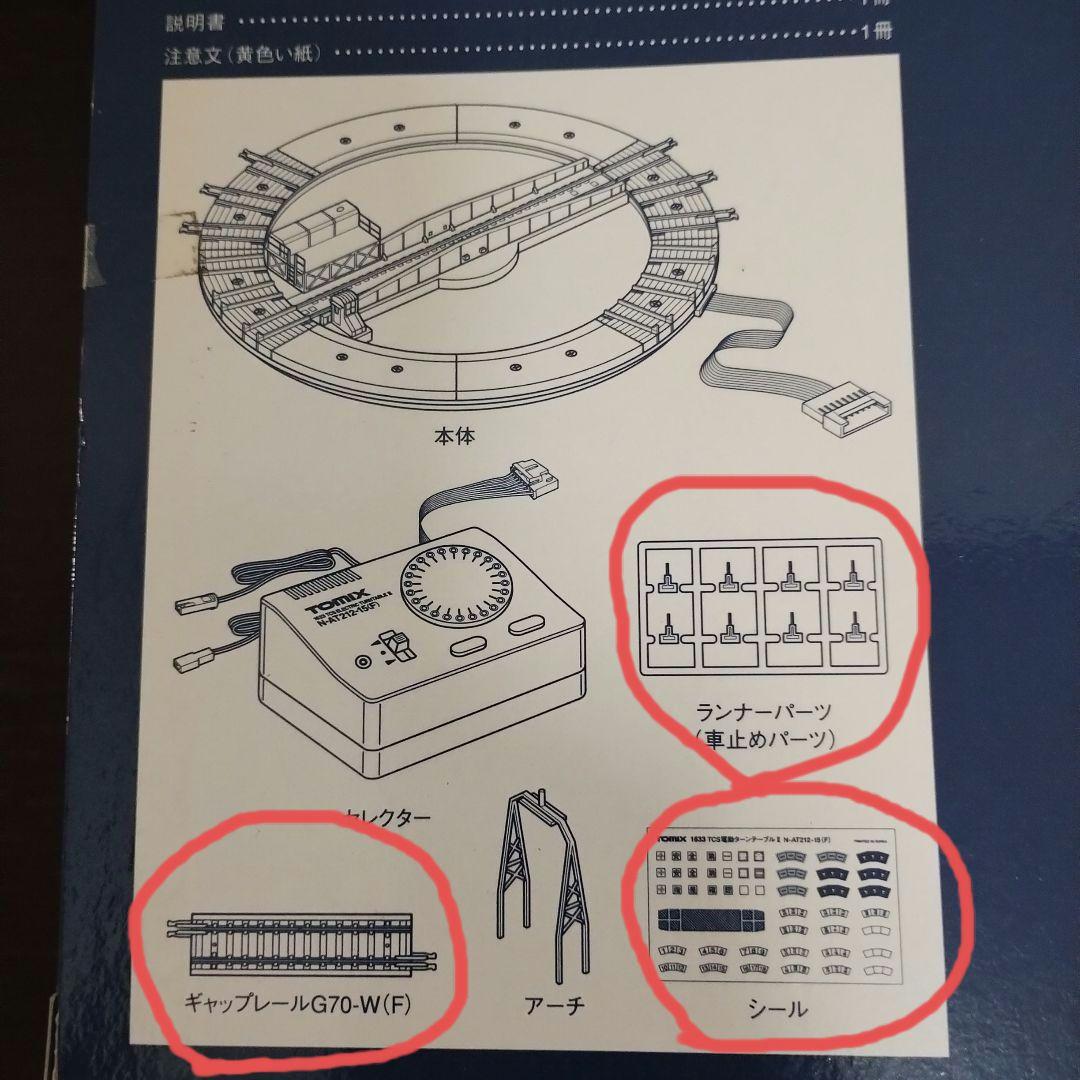 説明書 1冊
注意文(黄色い紙) 1冊
本体
TOMIX
N-AT212-15(F)
ランナーパーツ
(車止めパーツ)
セレクター
TOMIX 1633 TCS電動ターンテーブルⅡ N-AT212-15(F)
ギャップレールG70-W(F)
アーチ
シール